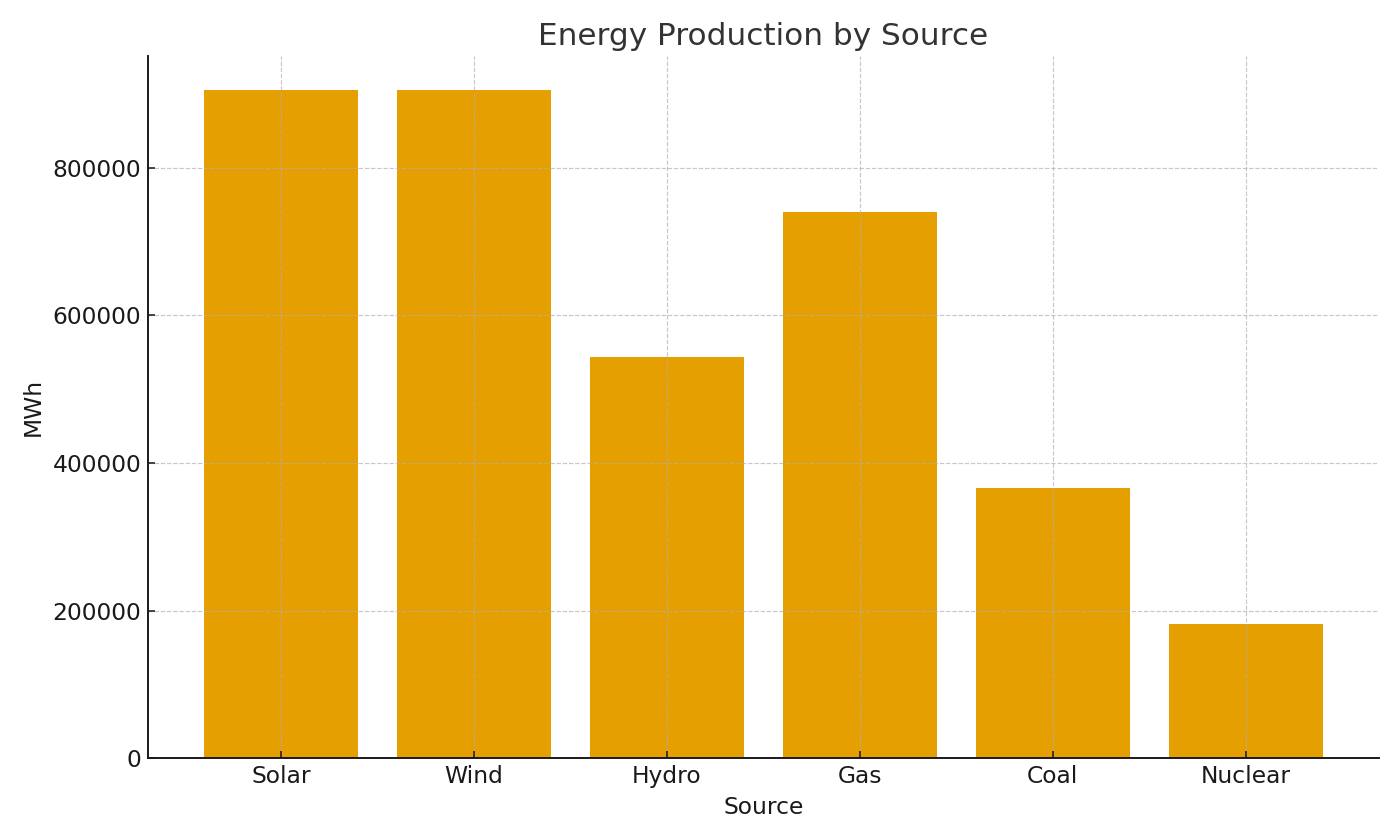 Energy Production by Source
MWh
800000
600000
400000
200000
0
Solar Wind Hydro Gas Coal Nuclear
Source